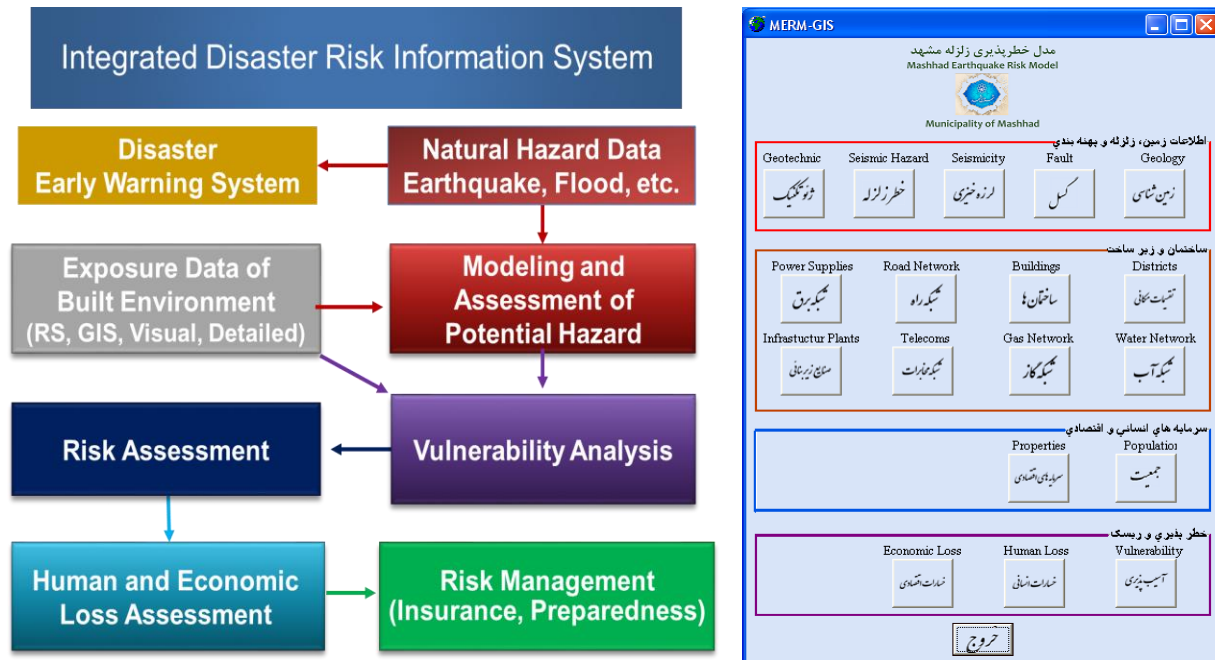 Integrated Disaster Risk Information System
Disaster
Early Warning System
Natural Hazard Data
Earthquake, Flood, etc.
Exposure Data of
Built Environment
(RS, GIS, Visual, Detailed)
Modeling and
Assessment of
Potential Hazard
Risk Assessment
Vulnerability Analysis
Human and Economic
Loss Assessment
Risk Management
(Insurance, Preparedness)
MERM-GIS
مدل خطرپذیری زلزله مشهد
Mashhad Earthquake Risk Model
Municipality of Mashhad
اطلاعات زمین، زلزله و پهنه بندي
Geotechnic Seismic Hazard Seismicity Fault Geology
ژئوتکنیک خطر زلزله لرزه خیزی گسل زمین شناسی
ساختمان و زیر ساخت
Power Supplies Road Network Buildings Districts
شبکه برق شبکه راه ساختمان ها تقسیمات مکانی
Infrastuctur Plants Telecoms Gas Network Water Network
صنایع زیربنائی شبکه مخابرات شبکه گاز شبکه آب
سرمایه هاي انساني و اقتصادي
Properties Population
سرمایه های اقتصادی جمعیت
خطر پذیري و ریسک
Economic Loss Human Loss Vulnerability
خسارات اقتصادی خسارات انسانی آسیب پذیری
خروج